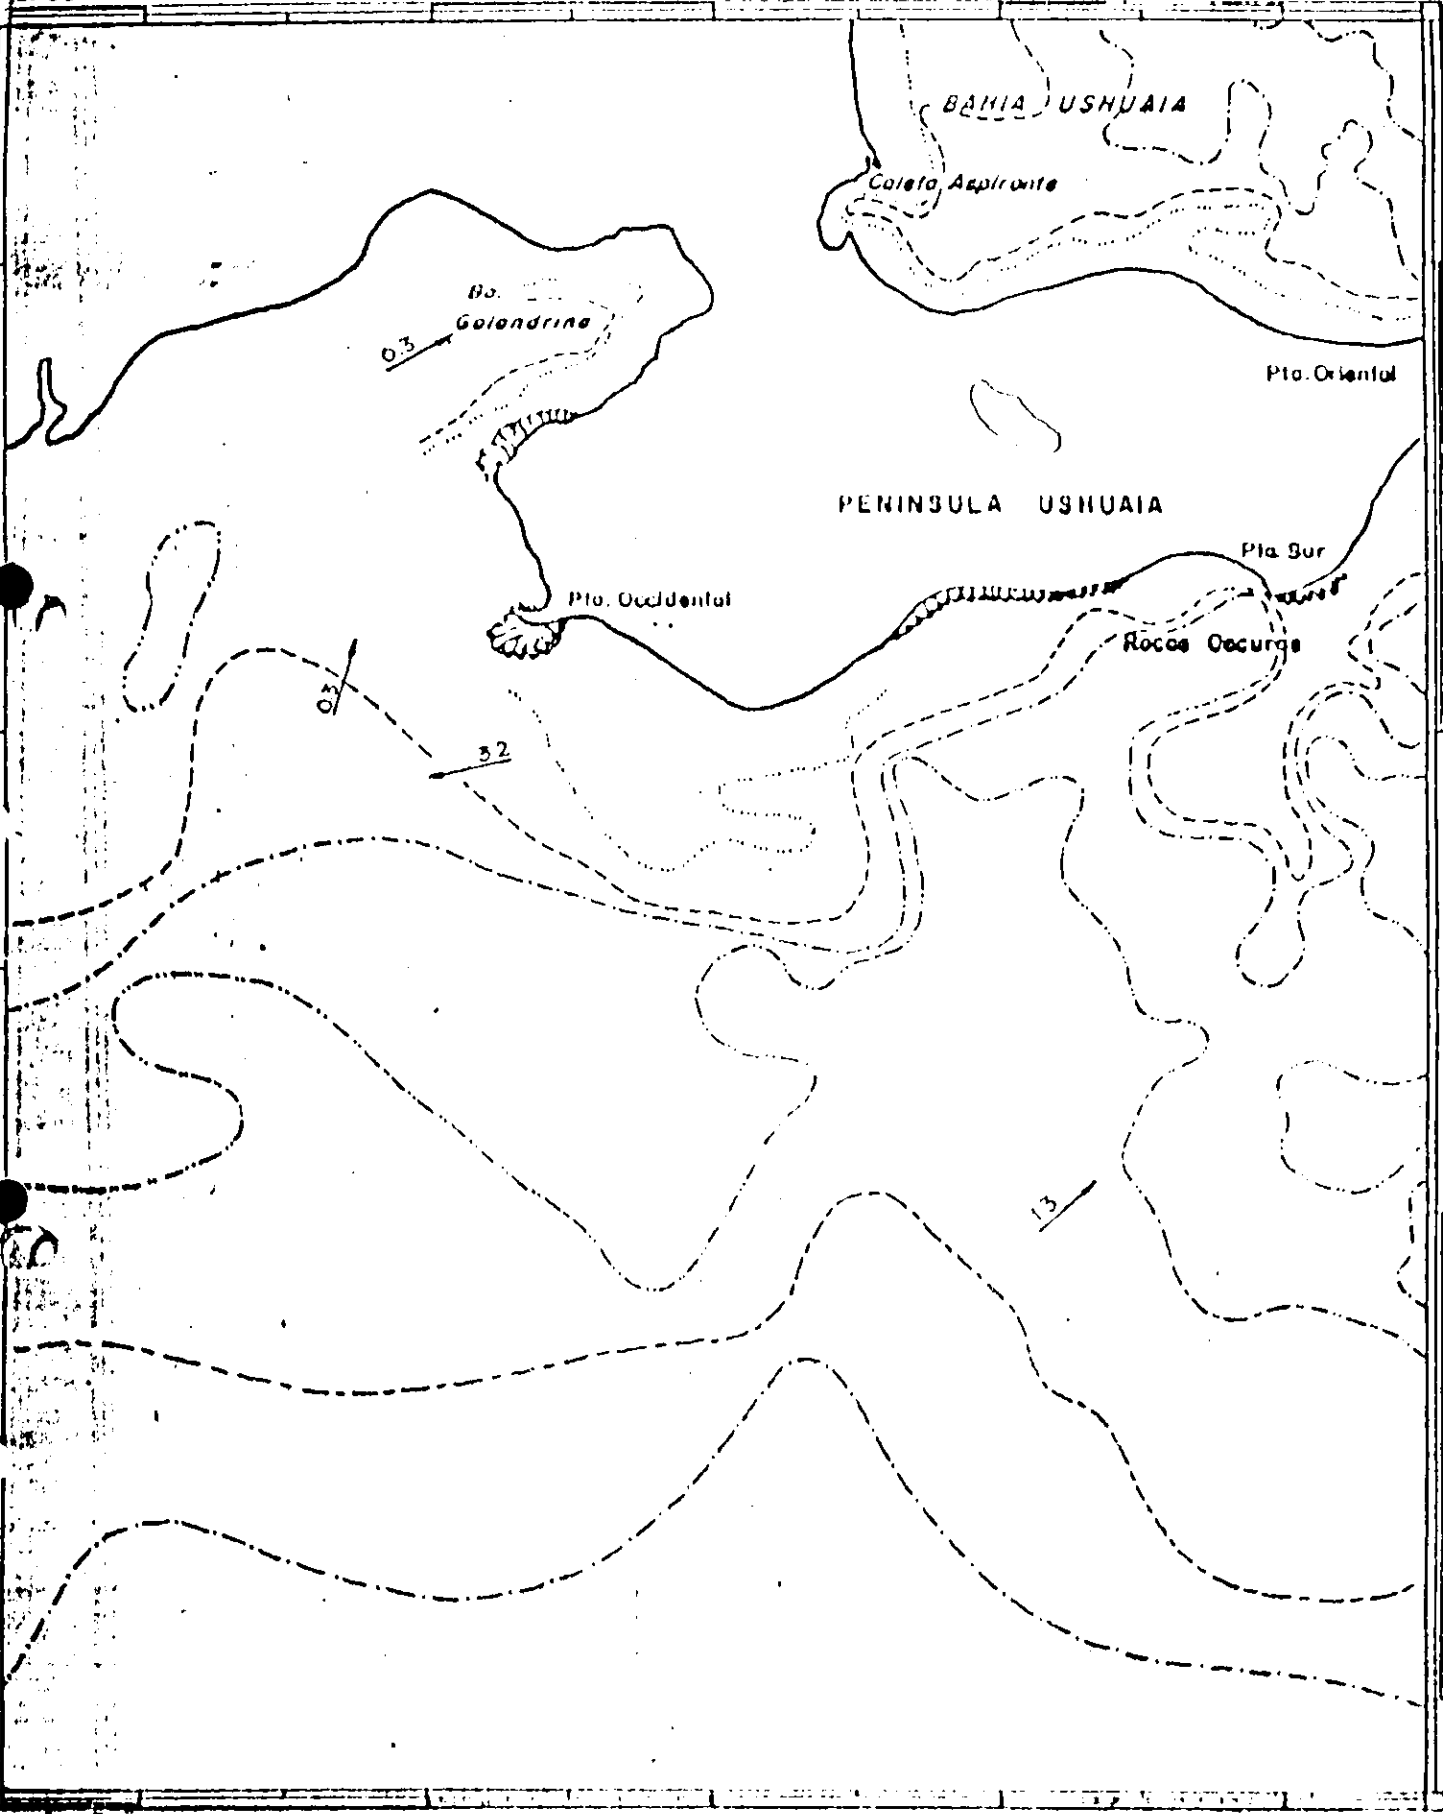 BAHIA USHUAIA
Caleta Aspirante
Ba.
Golondrina
0.3
Pta. Oriental
PENINSULA USHUAIA
Pta Sur
Pta. Occidental
Rocas Oscuras
0.3
3.2
1.3